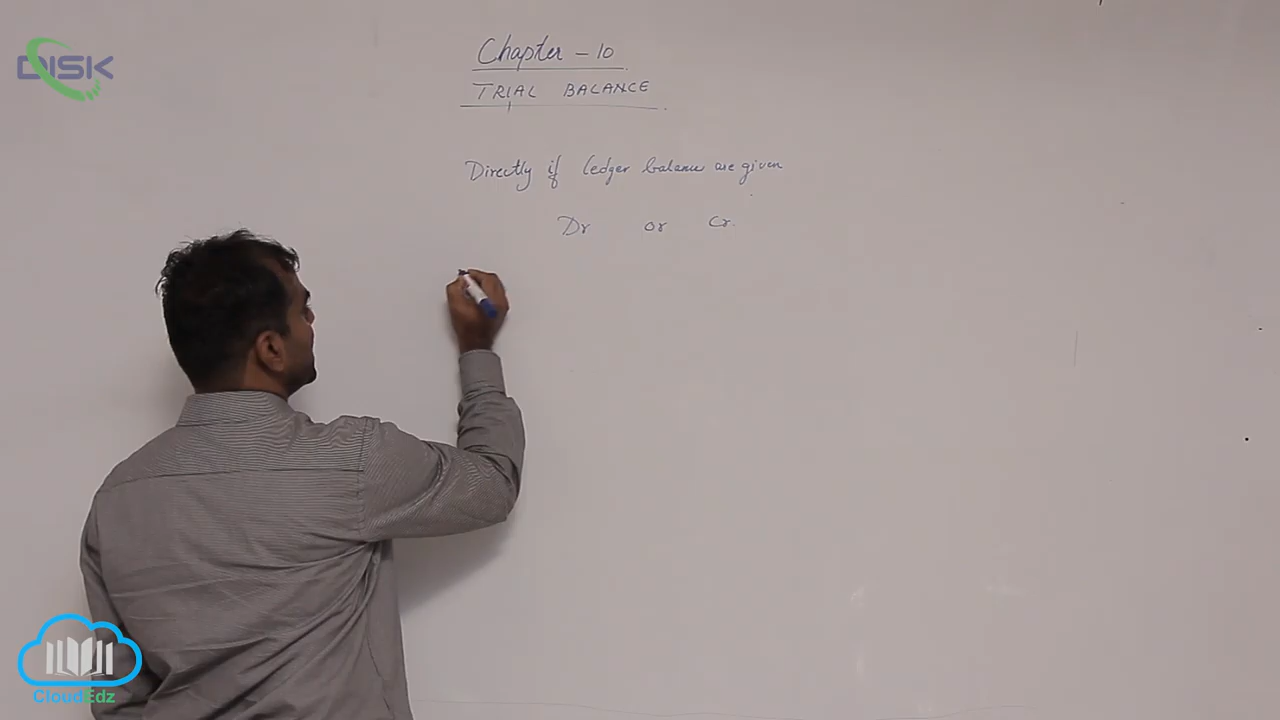 DISK
Chapter - 10
TRIAL BALANCE
Directly if ledger balance are given
Dr or Cr.
CloudEdz